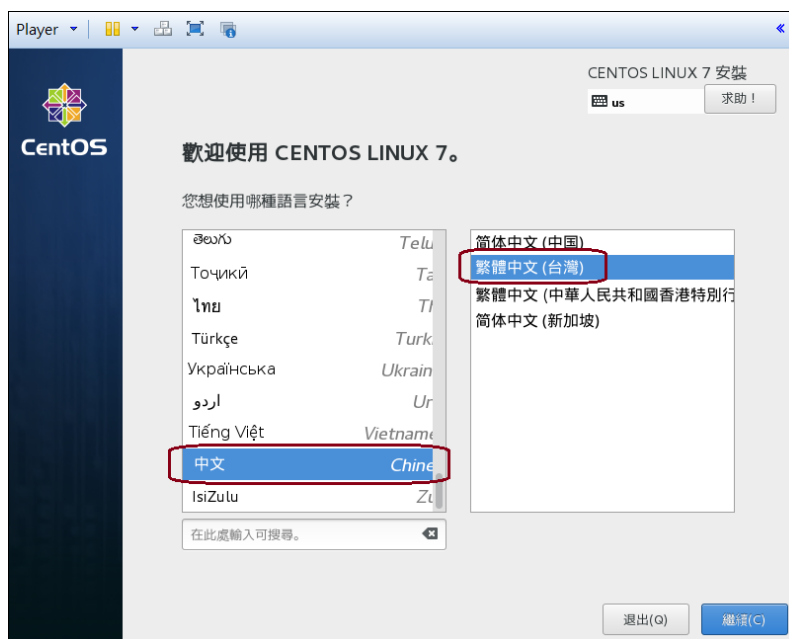 Player
CENTOS LINUX 7 安裝
us
求助！
CentOS
歡迎使用 CENTOS LINUX 7。
您想使用哪種語言安裝？
తెలుగు Telu
Тоҷикӣ Ta
ไทย Th
Türkçe Turk
Українська Ukrain
اردو Ur
Tiếng Việt Vietname
中文 Chine
IsiZulu Zu
简体中文 (中国)
繁體中文 (台灣)
繁體中文 (中華人民共和國香港特別行
简体中文 (新加坡)
在此處輸入可搜尋。
退出(Q)
繼續(C)